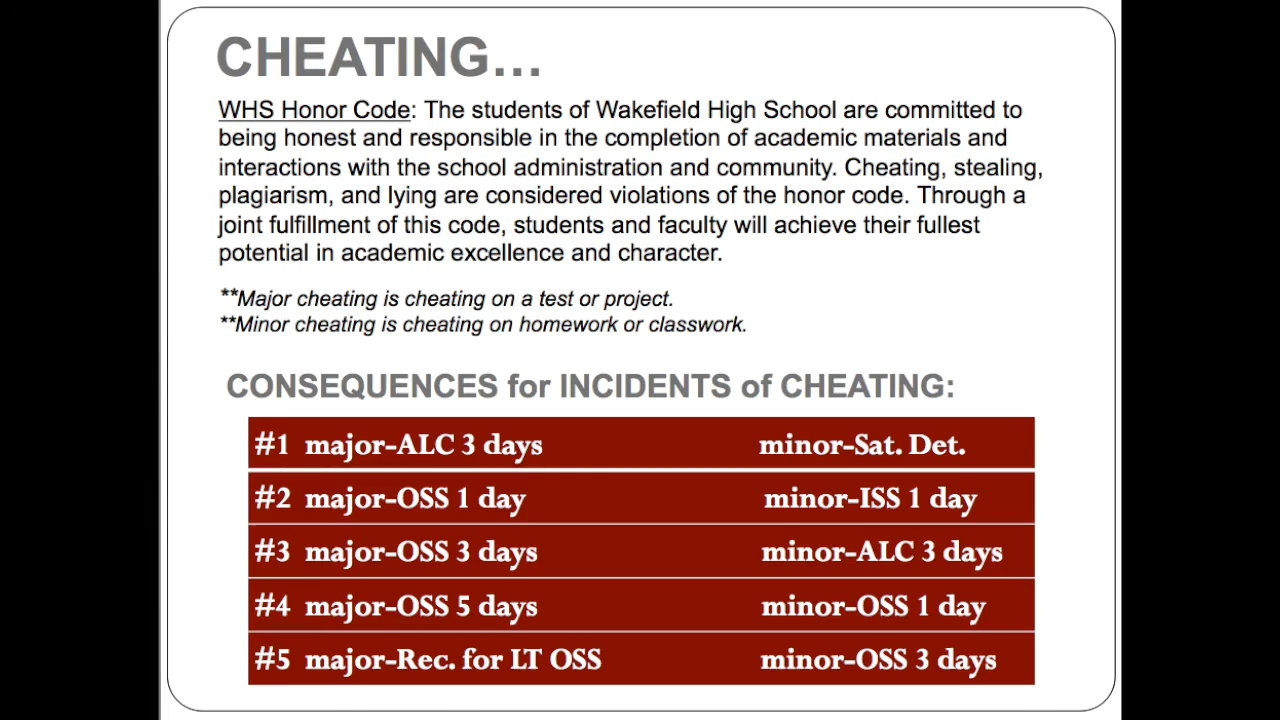 CHEATING…
WHS Honor Code: The students of Wakefield High School are committed to
being honest and responsible in the completion of academic materials and
interactions with the school administration and community. Cheating, stealing,
plagiarism, and lying are considered violations of the honor code. Through a
joint fulfillment of this code, students and faculty will achieve their fullest
potential in academic excellence and character.
**Major cheating is cheating on a test or project.
**Minor cheating is cheating on homework or classwork.
CONSEQUENCES for INCIDENTS of CHEATING:
#1 major-ALC 3 days minor-Sat. Det.
#2 major-OSS 1 day minor-ISS 1 day
#3 major-OSS 3 days minor-ALC 3 days
#4 major-OSS 5 days minor-OSS 1 day
#5 major-Rec. for LT OSS minor-OSS 3 days